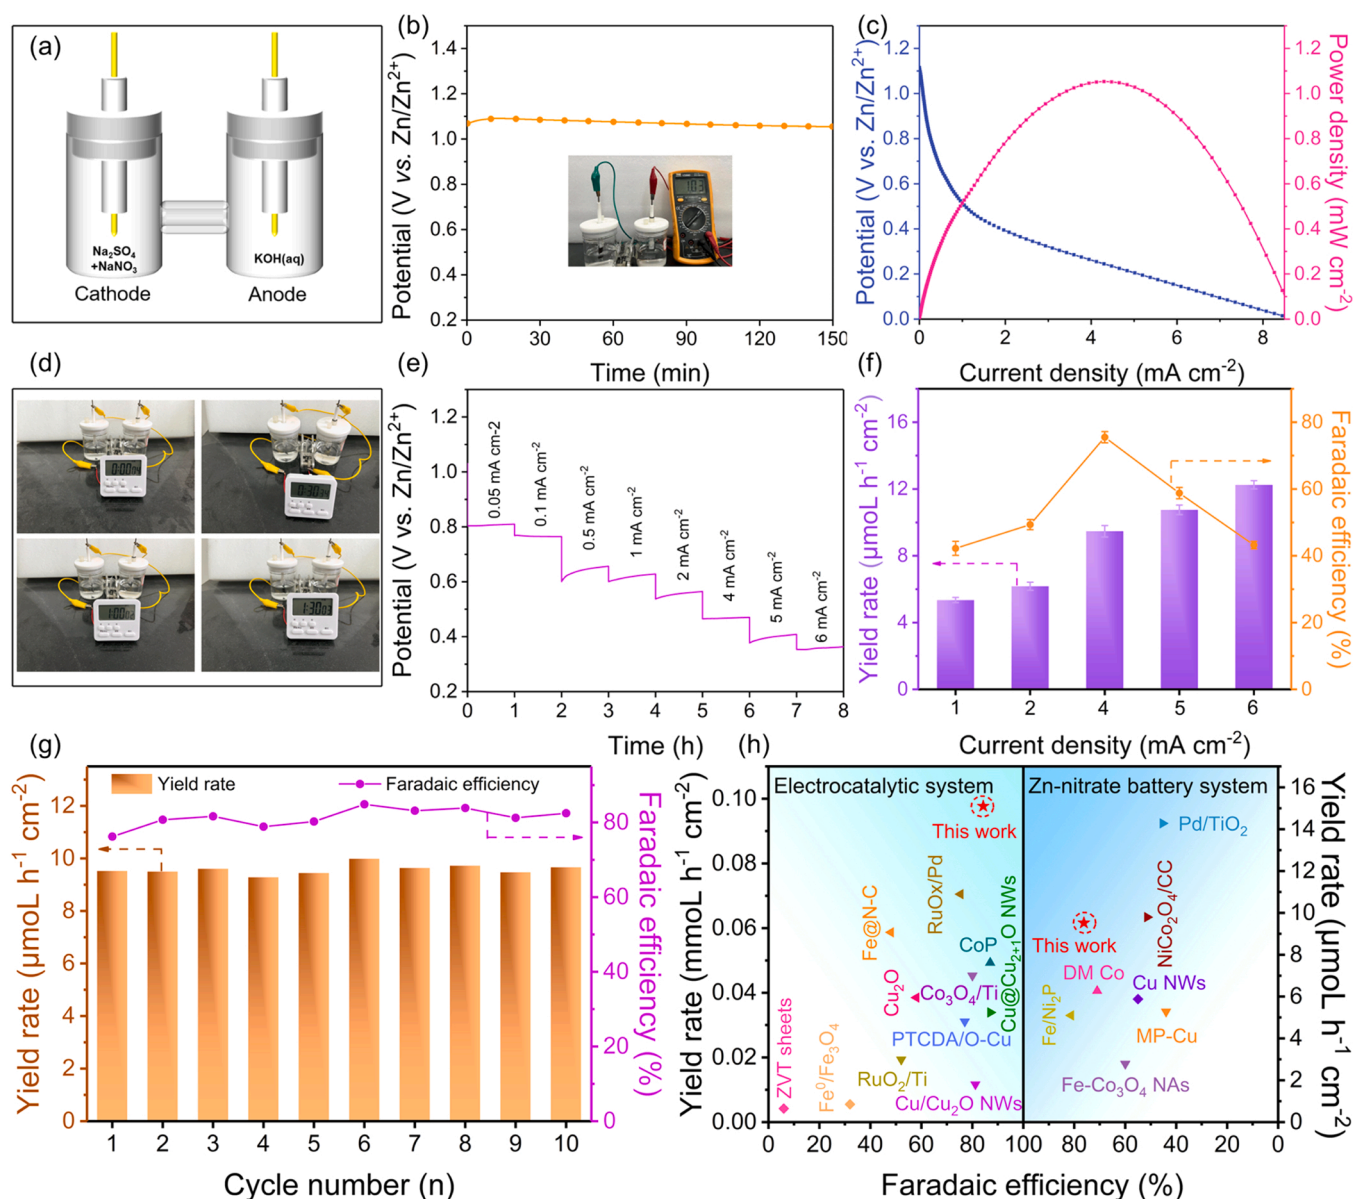 (a)
Na₂SO₄
+NaNO₃
KOH(aq)
Cathode
Anode
(b)
Potential (V vs. Zn/Zn²⁺)
1.6
1.4
1.2
1.0
0.8
0.6
0.4
0.2
0
30
60
90
120
150
Time (min)
(c)
Potential (V vs. Zn/Zn²⁺)
1.2
1.0
0.8
0.6
0.4
0.2
0.0
0
2
4
6
8
1.2
1.0
0.8
0.6
0.4
0.2
0.0
Power density (mW cm⁻²)
Current density (mA cm⁻²)
(d)
(e)
Potential (V vs. Zn/Zn²⁺)
1.2
1.0
0.8
0.6
0.4
0.2
0.05 mA cm-2
0.1 mA cm⁻²
0.5 mA cm⁻²
1 mA cm⁻²
2 mA cm⁻²
4 mA cm⁻²
5 mA cm⁻²
6 mA cm⁻²
0
1
2
3
4
5
6
7
8
Time (h)
(f)
Yield rate (μmoL h⁻¹ cm⁻²)
16
12
8
4
0
1
2
4
5
6
80
60
40
20
0
Faradaic efficiency (%)
Current density (mA cm⁻²)
(g)
Yield rate (μmoL h⁻¹ cm⁻²)
12
10
8
6
4
2
0
Yield rate
Faradaic efficiency
1
2
3
4
5
6
7
8
9
10
80
60
40
20
0
Faradaic efficiency (%)
Cycle number (n)
(h)
Yield rate (mmoL h⁻¹ cm⁻²)
0.10
0.08
0.06
0.04
0.02
0.00
Electrocatalytic system
This work
RuOx/Pd
Fe@N-C
CoP
Cu@Cu₂₊₁O NWs
Cu₂O
Co₃O₄/Ti
PTCDA/O-Cu
ZVT sheets
Fe⁰/Fe₃O₄
RuO₂/Ti
Cu/Cu₂O NWs
Zn-nitrate battery system
Pd/TiO₂
NiCo₂O₄/CC
This work
DM Co
Cu NWs
Fe/Ni₂P
MP-Cu
Fe-Co₃O₄ NAs
0
20
40
60
80
100
80
60
40
20
0
16
14
12
10
8
6
4
2
0
Yield rate (μmoL h⁻¹ cm⁻²)
Faradaic efficiency (%)